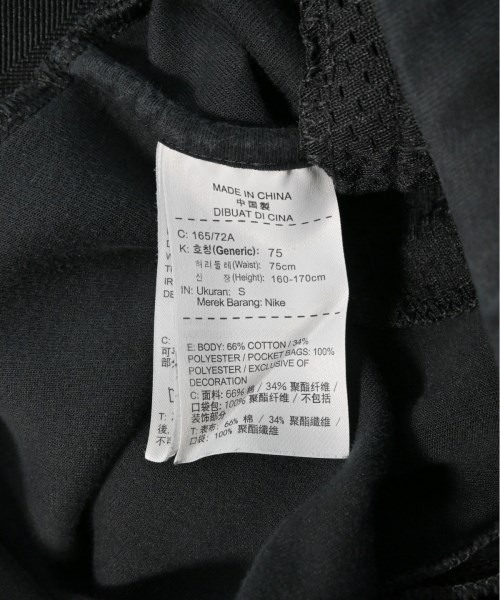 MADE IN CHINA
中国製
DIBUAT DI CINA
C: 165/72A
K: 호칭(Generic): 75
허리둘레(Waist): 75cm
신 장(Height): 160-170cm
IN: Ukuran: S
Merek Barang: Nike
E: BODY: 66% COTTON / 34%
POLYESTER / POCKET BAGS: 100%
POLYESTER / EXCLUSIVE OF
DECORATION
C: 面料: 66% 棉 / 34% 聚酯纤维 /
口袋包: 100% 聚酯纤维 / 不包括
装饰部分
T: 表布: 66% 棉 / 34% 聚酯纖維 /
口袋: 100% 聚酯纖維